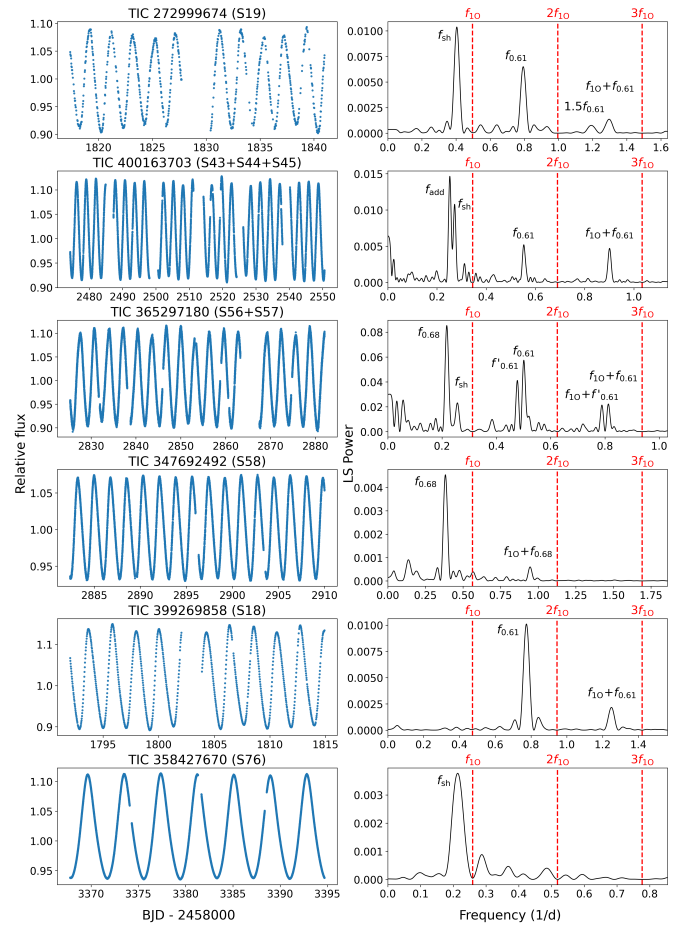 TIC 272999674 (S19)
1.10
1.05
1.00
0.95
0.90
1820
1825
1830
1835
1840
f1O
2f1O
3f1O
0.0100
0.0075
0.0050
0.0025
0.0000
fsh
f0.61
f1O+f0.61
1.5f0.61
0.0
0.2
0.4
0.6
0.8
1.0
1.2
1.4
1.6
TIC 400163703 (S43+S44+S45)
1.10
1.05
1.00
0.95
0.90
2480
2490
2500
2510
2520
2530
2540
2550
f1O
2f1O
3f1O
0.015
0.010
0.005
0.000
fadd
fsh
f0.61
f1O+f0.61
0.0
0.2
0.4
0.6
0.8
1.0
TIC 365297180 (S56+S57)
1.10
1.05
1.00
0.95
0.90
2830
2840
2850
2860
2870
2880
f1O
2f1O
3f1O
0.08
0.06
0.04
0.02
0.00
f0.68
fsh
f'0.61
f0.61
f1O+f0.61
f1O+f'0.61
0.0
0.2
0.4
0.6
0.8
1.0
Relative flux
LS Power
TIC 347692492 (S58)
1.05
1.00
0.95
2885
2890
2895
2900
2905
2910
f1O
2f1O
3f1O
0.004
0.003
0.002
0.001
0.000
f0.68
f1O+f0.68
0.00
0.25
0.50
0.75
1.00
1.25
1.50
1.75
TIC 399269858 (S18)
1.1
1.0
0.9
1795
1800
1805
1810
1815
f1O
2f1O
3f1O
0.0100
0.0075
0.0050
0.0025
0.0000
f0.61
f1O+f0.61
0.0
0.2
0.4
0.6
0.8
1.0
1.2
1.4
TIC 358427670 (S76)
1.10
1.05
1.00
0.95
3370
3375
3380
3385
3390
3395
f1O
2f1O
3f1O
0.003
0.002
0.001
0.000
fsh
0.0
0.1
0.2
0.3
0.4
0.5
0.6
0.7
0.8
BJD - 2458000
Frequency (1/d)